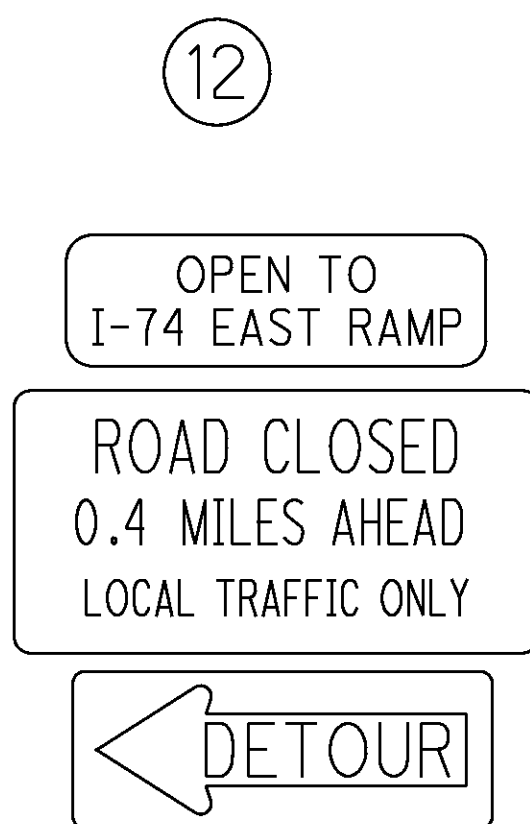 12
OPEN TO
I-74 EAST RAMP
ROAD CLOSED
0.4 MILES AHEAD
LOCAL TRAFFIC ONLY
DETOUR